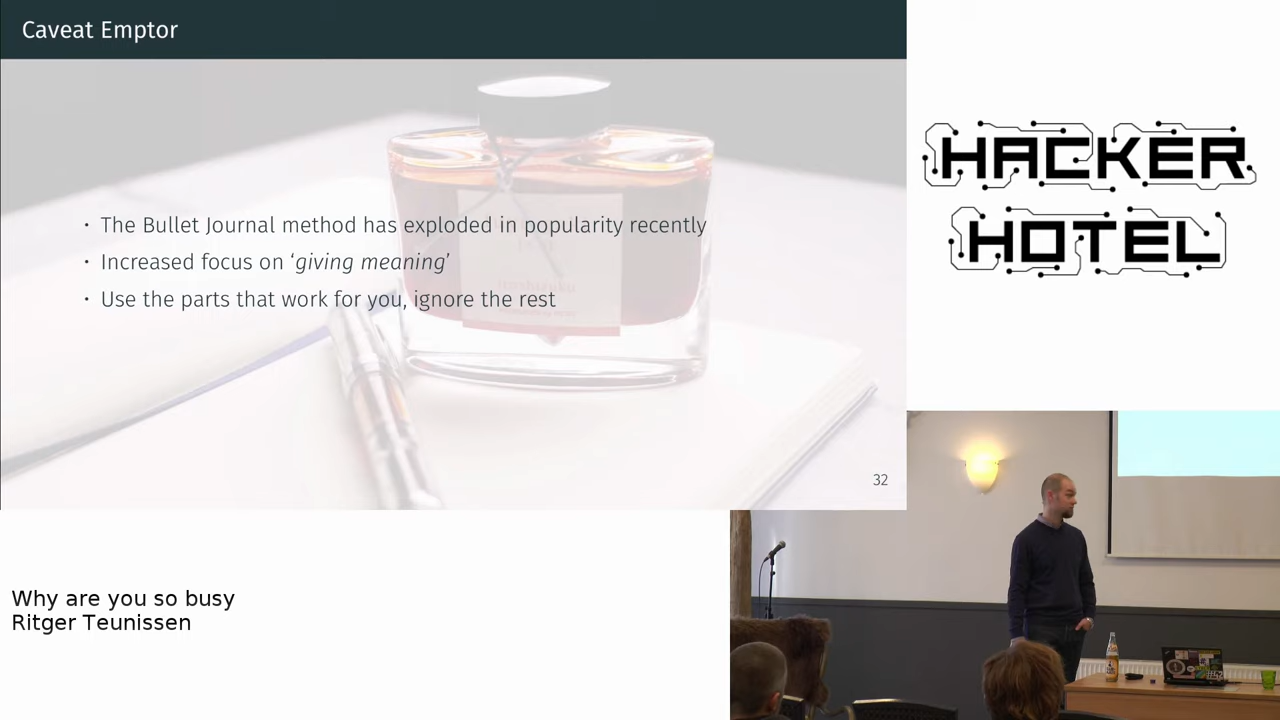 Caveat Emptor
• The Bullet Journal method has exploded in popularity recently
• Increased focus on ‘giving meaning’
• Use the parts that work for you, ignore the rest
32
HACKER
HOTEL
Why are you so busy
Ritger Teunissen